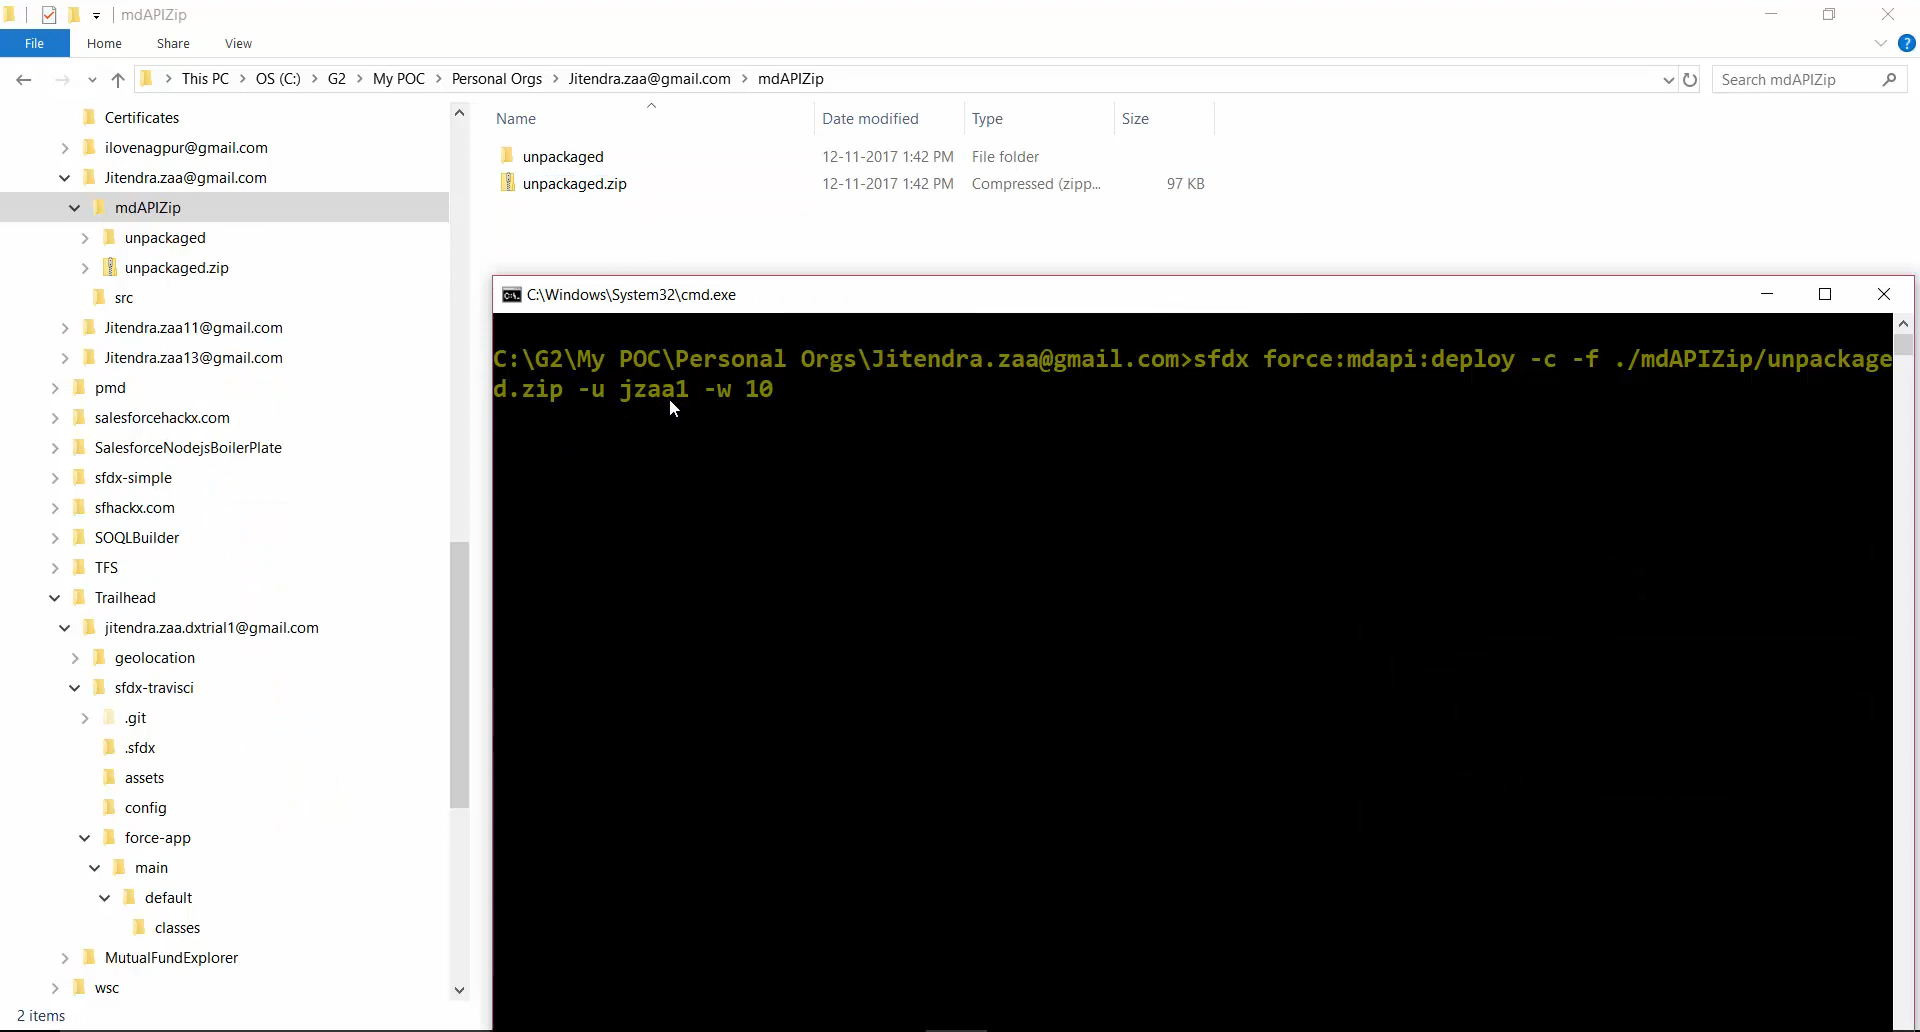 mdAPIZip
File Home Share View
This PC OS (C:) G2 My POC Personal Orgs Jitendra.zaa@gmail.com mdAPIZip
Search mdAPIZip
Certificates
ilovenagpur@gmail.com
Jitendra.zaa@gmail.com
mdAPIZip
unpackaged
unpackaged.zip
src
Jitendra.zaa11@gmail.com
Jitendra.zaa13@gmail.com
pmd
salesforcehackx.com
SalesforceNodejsBoilerPlate
sfdx-simple
sfhackx.com
SOQLBuilder
TFS
Trailhead
jitendra.zaa.dxtrial1@gmail.com
geolocation
sfdx-travisci
.git
.sfdx
assets
config
force-app
main
default
classes
MutualFundExplorer
wsc
2 items
Name Date modified Type Size
unpackaged 12-11-2017 1:42 PM File folder
unpackaged.zip 12-11-2017 1:42 PM Compressed (zipp... 97 KB
C:\Windows\System32\cmd.exe
C:\G2\My POC\Personal Orgs\Jitendra.zaa@gmail.com>sfdx force:mdapi:deploy -c -f ./mdAPIZip/unpackage
d.zip -u jzaa1 -w 10